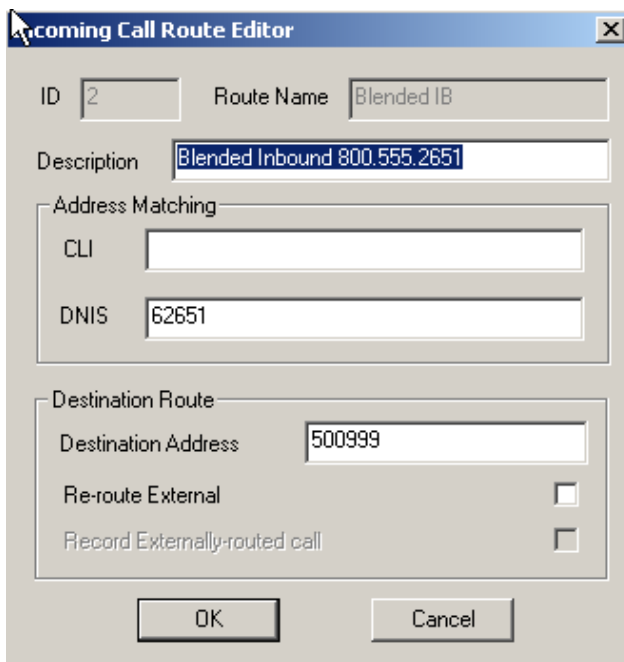 ncoming Call Route Editor
ID 2 Route Name Blended IB
Description Blended Inbound 800.555.2651
Address Matching
CLI
DNIS 62651
Destination Route
Destination Address 500999
Re-route External
Record Externally-routed call
OK Cancel